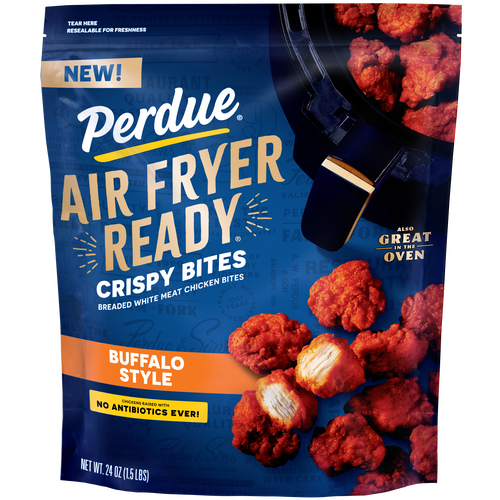 TEAR HERE
RESEALABLE FOR FRESHNESS
NEW!
Perdue®
AIR FRYER
READY®
CRISPY BITES
BREADED WHITE MEAT CHICKEN BITES
ALSO
GREAT
IN THE
OVEN
BUFFALO
STYLE
CHICKENS RAISED WITH
NO ANTIBIOTICS EVER!
NET WT. 24 OZ (1.5 LBS)